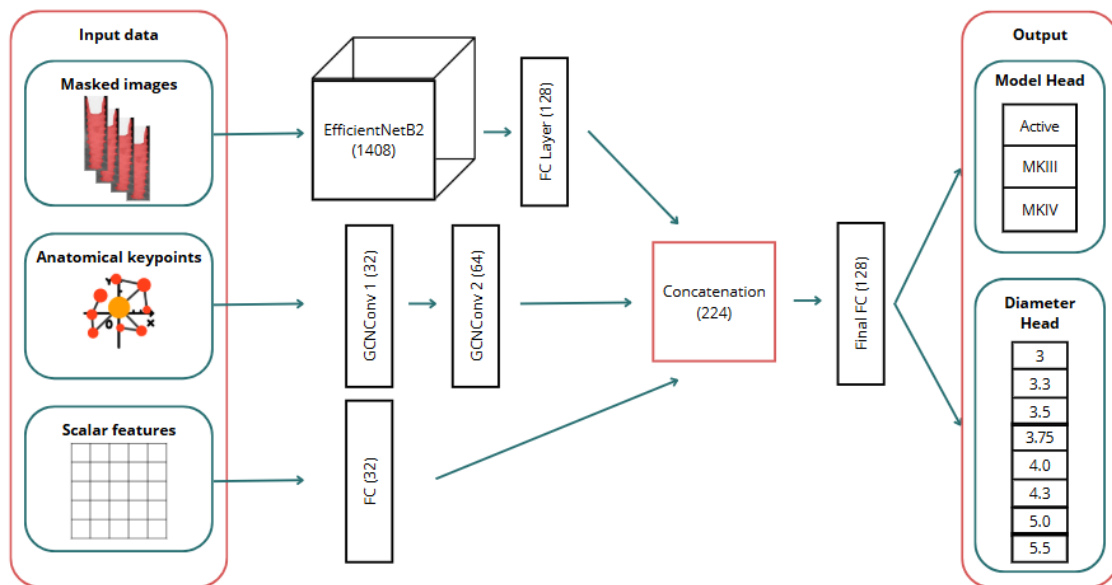 Input data
Masked images
Anatomical keypoints
0
x
Scalar features
EfficientNetB2
(1408)
FC Layer (128)
GCNConv 1 (32)
GCNConv 2 (64)
FC (32)
Concatenation
(224)
Final FC (128)
Output
Model Head
Active
MKIII
MKIV
Diameter
Head
3
3.3
3.5
3.75
4.0
4.3
5.0
5.5